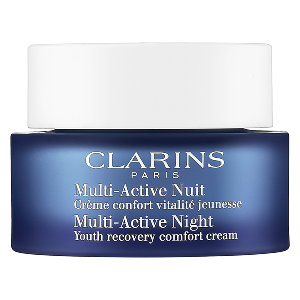 CLARINS
PARIS
Multi-Active Nuit
Crème confort vitalité jeunesse
Multi-Active Night
Youth recovery comfort cream